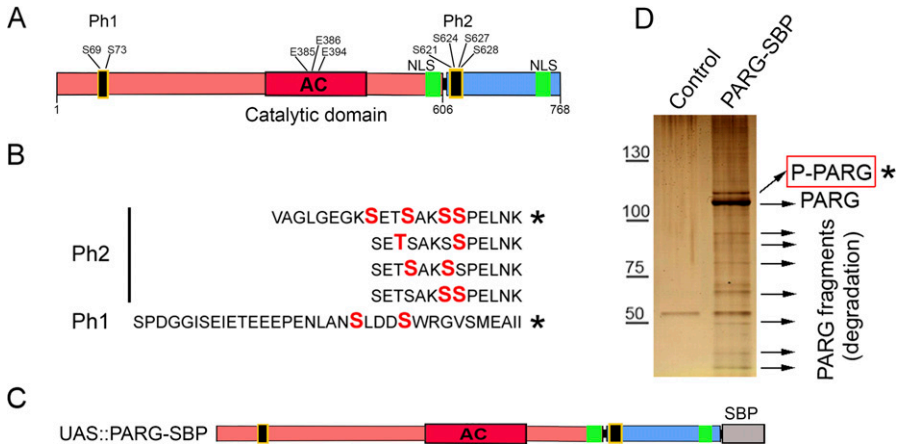 A
Ph1
Ph2
S69 S73
E385 E386 E394
S621 S624 S627 S628
NLS
NLS
AC
1
Catalytic domain
606
768
B
VAGLGEGKSETSAKSSPELNK *
SETSAKSSPELNK
SETSAKSSPELNK
SETSAKSSPELNK
Ph2
Ph1 SPDGGISEIETEEEPENLANSLDDSWRGVSMEAII *
C
UAS::PARG-SBP
AC
SBP
D
Control
PARG-SBP
130
100
75
50
P-PARG *
PARG
PARG fragments
(degradation)